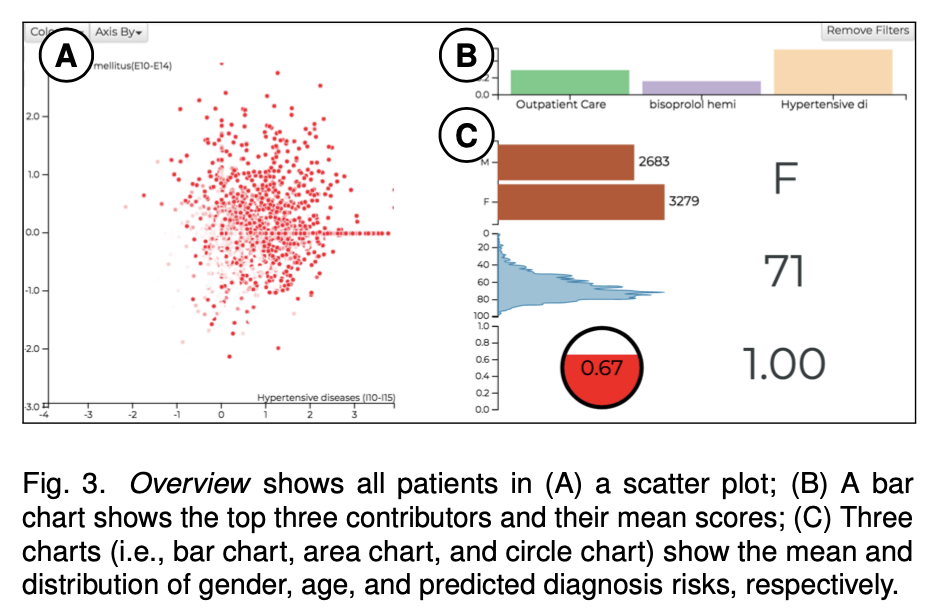 Axis By▾
Remove Filters
A
B
C
mellitus(E10-E14)
2.0
1.0
0.0
-1.0
-2.0
-3.0
-4
-3
-2
-1
0
1
2
3
Hypertensive diseases (I10-I15)
0.0
Outpatient Care
bisoprolol hemi
Hypertensive di
M
2683
F
3279
F
0
20
40
60
80
100
71
1.0
0.8
0.6
0.4
0.2
0.0
0.67
1.00
Fig. 3. Overview shows all patients in (A) a scatter plot; (B) A bar
chart shows the top three contributors and their mean scores; (C) Three
charts (i.e., bar chart, area chart, and circle chart) show the mean and
distribution of gender, age, and predicted diagnosis risks, respectively.